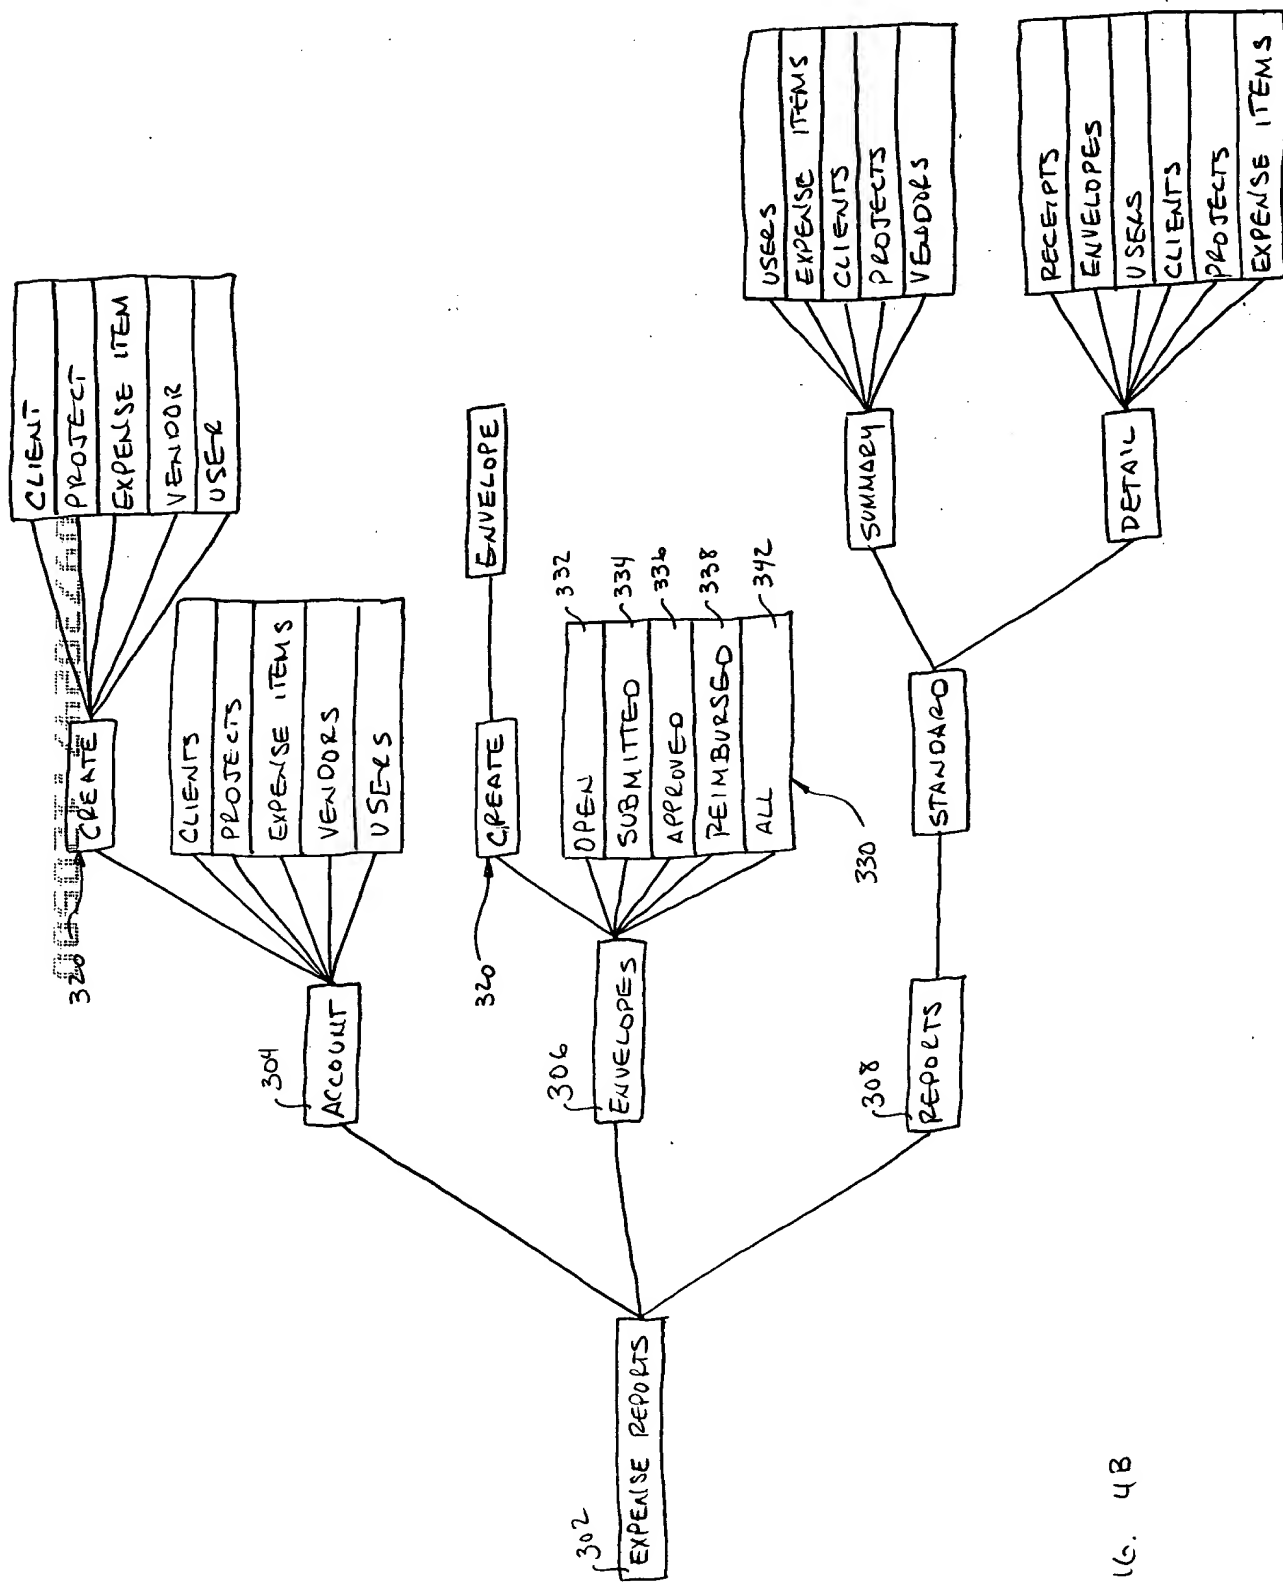 320
CREATE
CLIENT
PROJECT
EXPENSE ITEM
VENDOR
USER
304
ACCOUNT
CLIENTS
PROJECTS
EXPENSE ITEMS
VENDORS
USERS
320
CREATE
ENVELOPE
302
EXPENSE REPORTS
306
ENVELOPES
OPEN
332
SUBMITTED
334
APPROVED
336
REIMBURSED
338
ALL
342
330
308
REPORTS
STANDARD
SUMMARY
USERS
EXPENSE ITEMS
CLIENTS
PROJECTS
VENDORS
DETAIL
RECEIPTS
ENVELOPES
USERS
CLIENTS
PROJECTS
EXPENSE ITEMS
IG. 4B